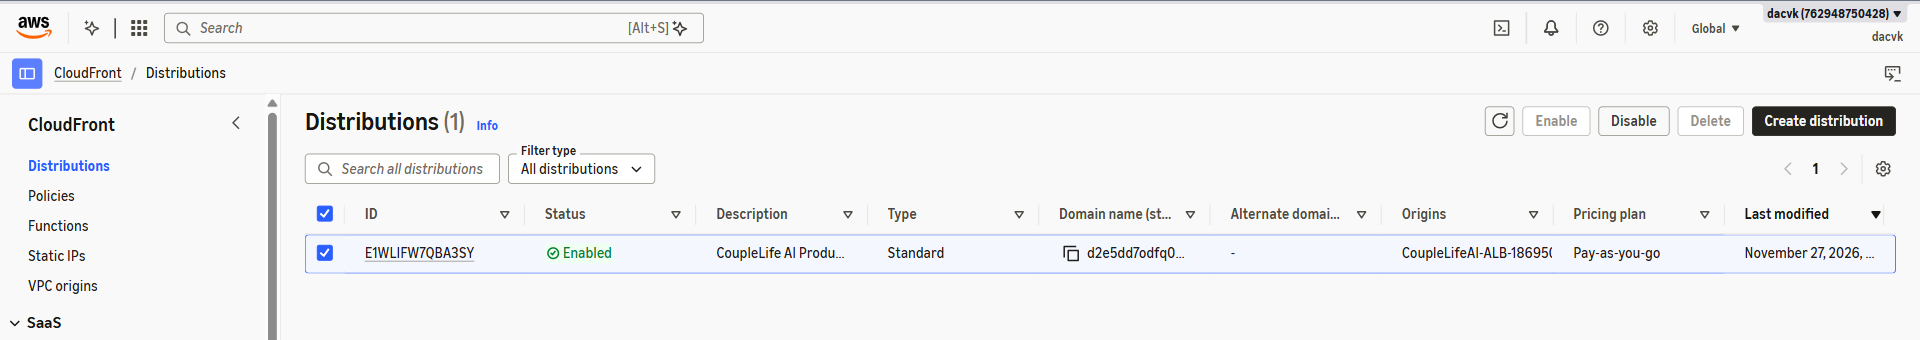 aws
Search [Alt+S]
Global
dacvk (762948750428)
dacvk
CloudFront / Distributions
CloudFront
Distributions
Policies
Functions
Static IPs
VPC origins
SaaS
Distributions (1) Info
Enable Disable Delete Create distribution
Filter type
Search all distributions All distributions
1
ID Status Description Type Domain name (st... Alternate domai... Origins Pricing plan Last modified
E1WLIFW7QBA3SY Enabled CoupleLife AI Produ... Standard d2e5dd7odfq0... - CoupleLifeAI-ALB-186950 Pay-as-you-go November 27, 2026, ...